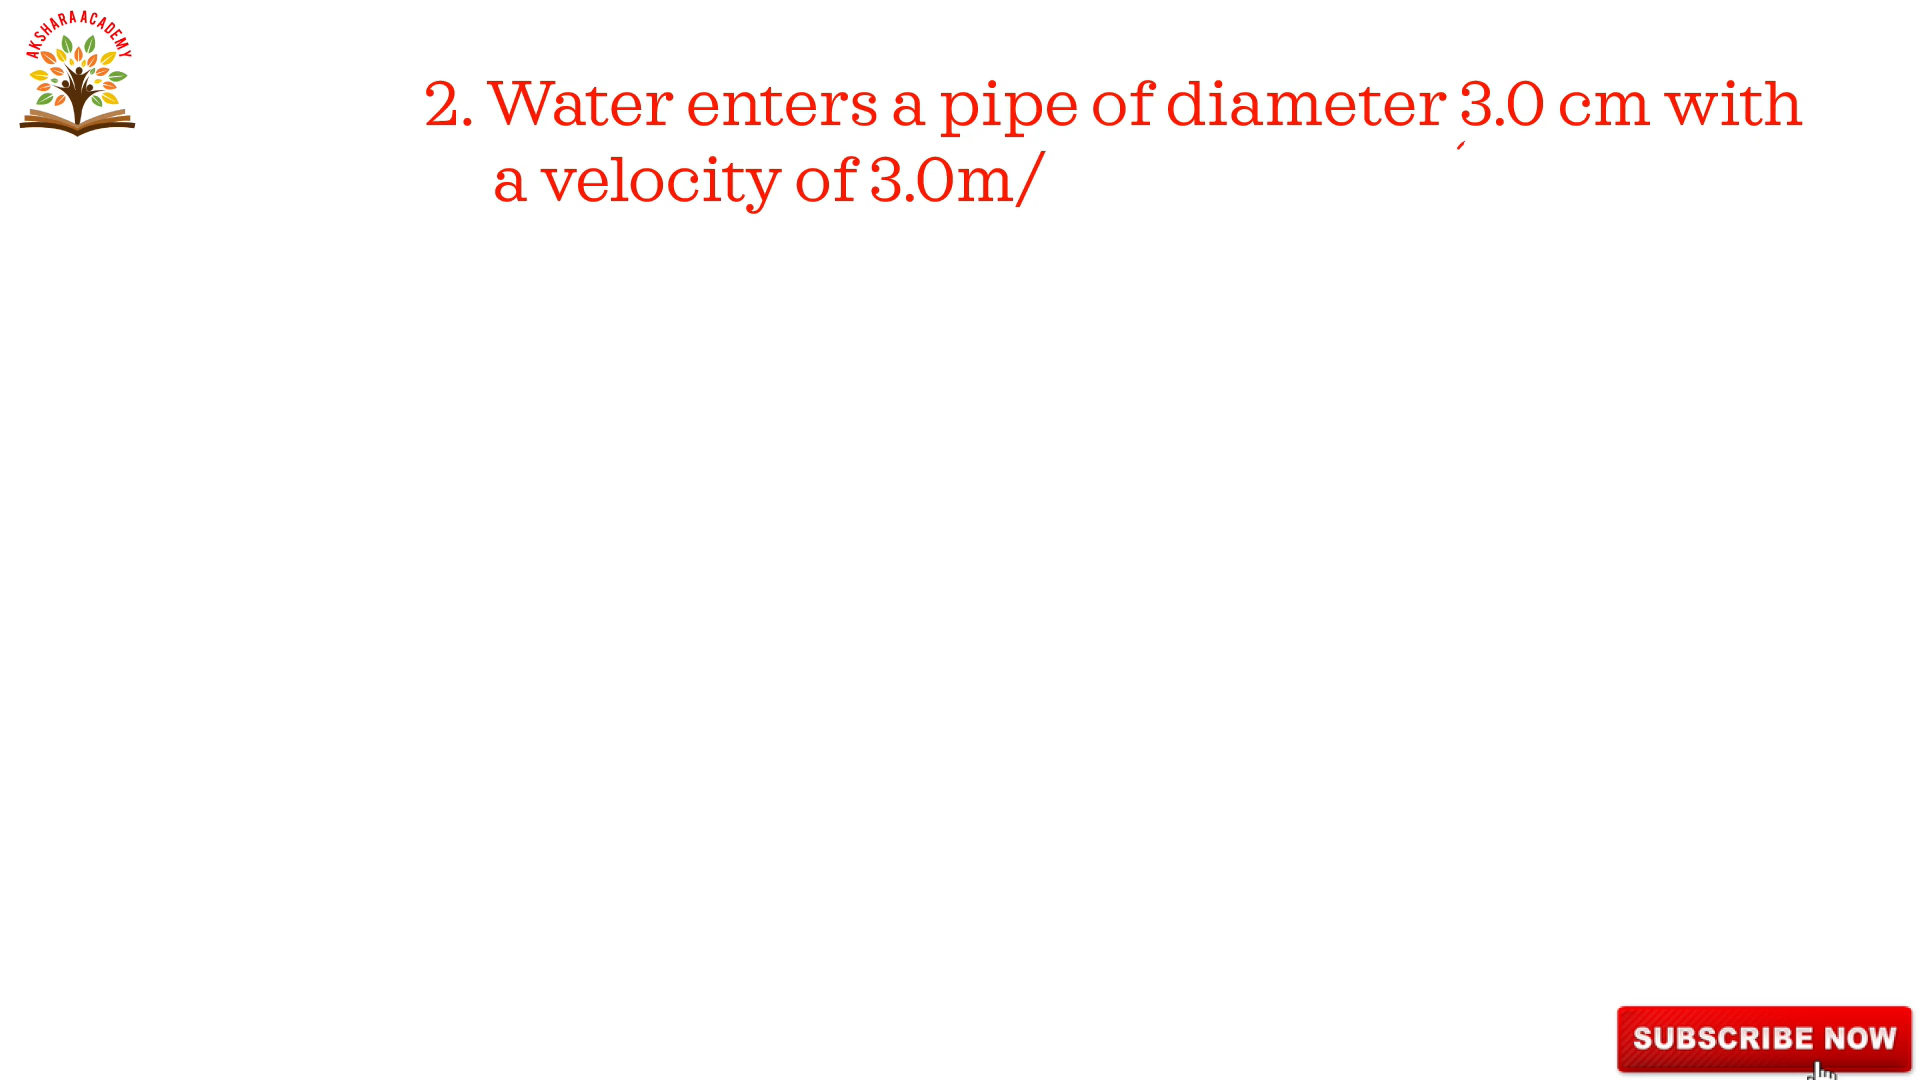 AKSHARA ACADEMY
2. Water enters a pipe of diameter 3.0 cm with
a velocity of 3.0m/
SUBSCRIBE NOW